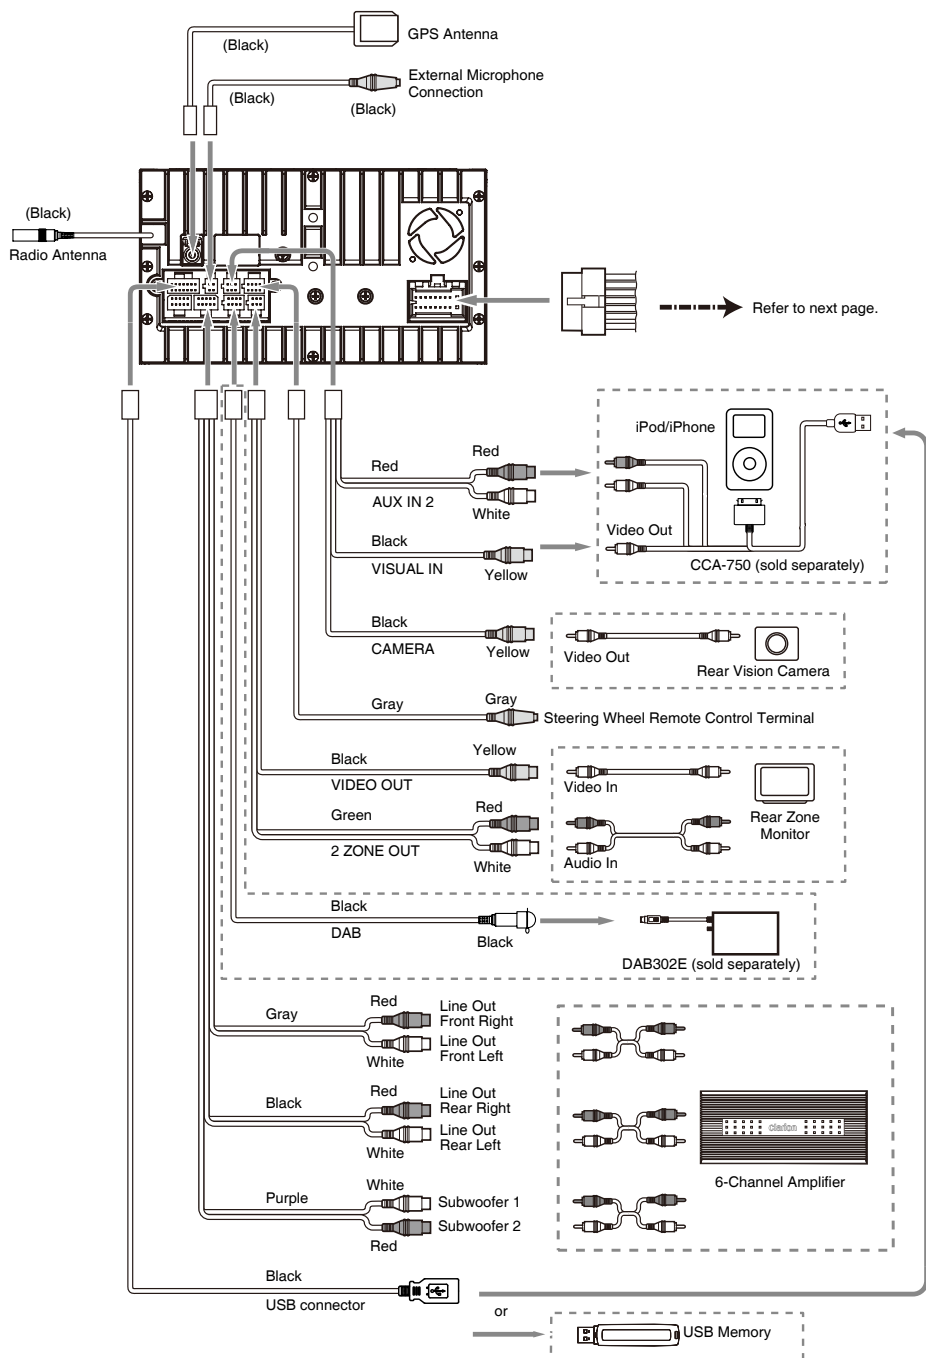 GPS Antenna
(Black)
External Microphone
Connection
(Black)
(Black)
(Black)
Radio Antenna
Refer to next page.
iPod/iPhone
Red
Red
AUX IN 2
White
Video Out
Black
VISUAL IN
Yellow
CCA-750 (sold separately)
Black
CAMERA
Yellow
Video Out
Rear Vision Camera
Gray
Gray
Steering Wheel Remote Control Terminal
Yellow
Black
VIDEO OUT
Video In
Green
Red
Rear Zone
Monitor
2 ZONE OUT
White
Audio In
Black
DAB
Black
DAB302E (sold separately)
Red
Line Out
Front Right
Gray
Line Out
Front Left
White
Red
Line Out
Rear Right
Black
Line Out
Rear Left
White
clarion
6-Channel Amplifier
White
Purple
Subwoofer 1
Subwoofer 2
Red
Black
USB connector
or
USB Memory